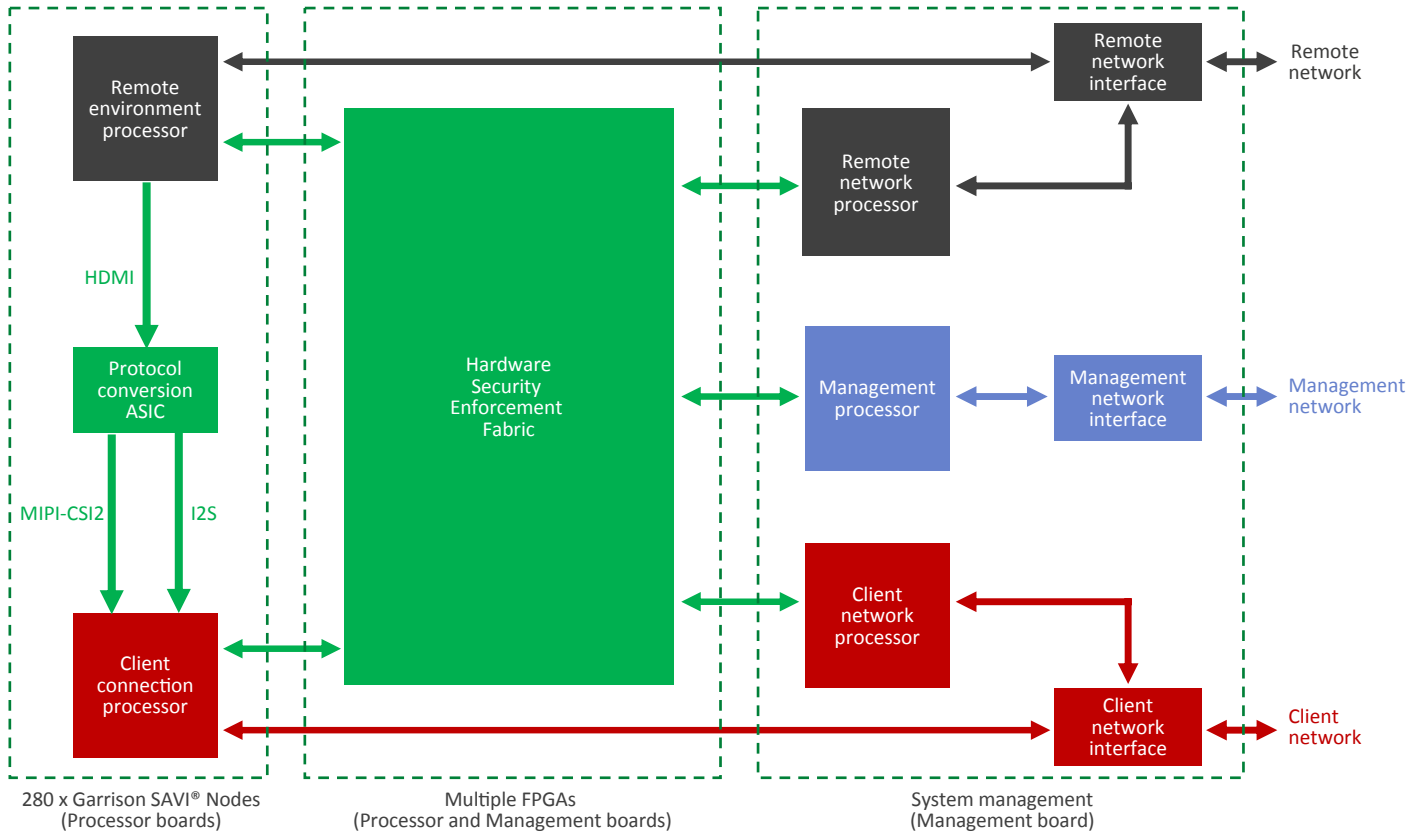 Remote
environment
processor
HDMI
Protocol
conversion
ASIC
MIPI-CSI2
I2S
Client
connection
processor
280 x Garrison SAVI® Nodes
(Processor boards)
Hardware
Security
Enforcement
Fabric
Multiple FPGAs
(Processor and Management boards)
Remote
network
interface
Remote
network
Remote
network
processor
Management
processor
Management
network
interface
Management
network
Client
network
processor
Client
network
interface
Client
network
System management
(Management board)